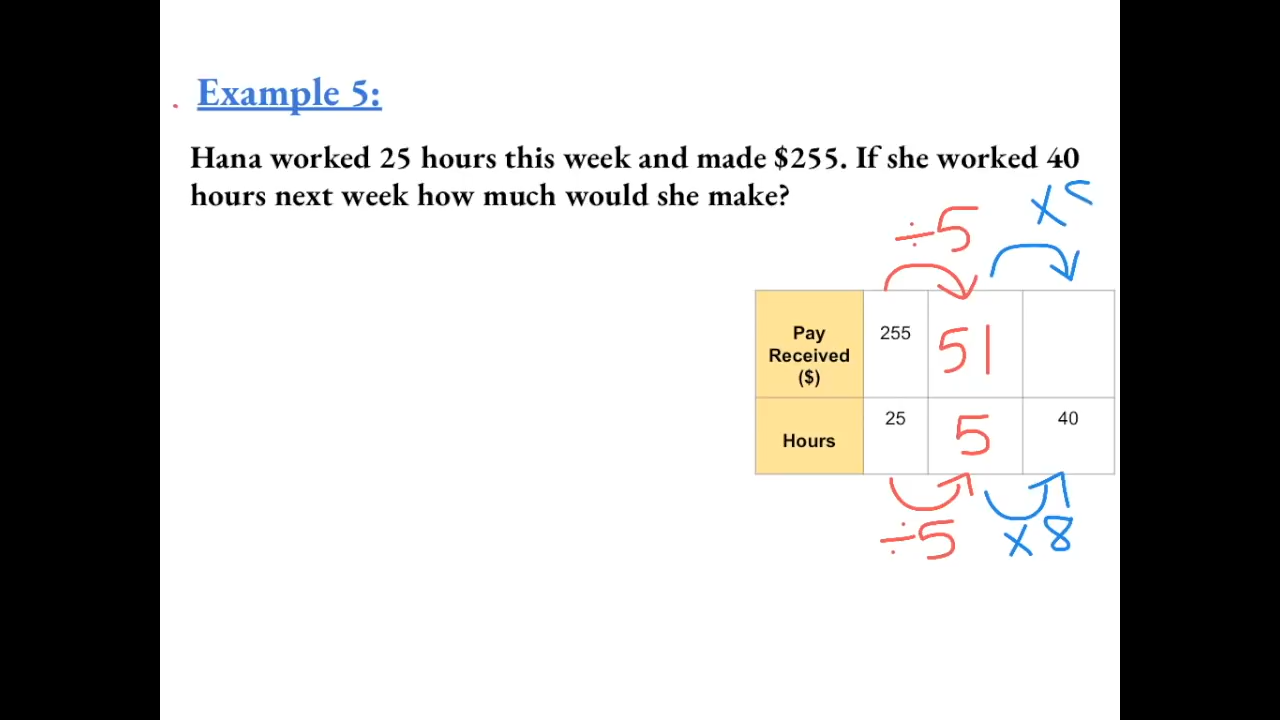 Example 5:
Hana worked 25 hours this week and made $255. If she worked 40
hours next week how much would she make?
÷5 ×
Pay
Received
($)
255 51
Hours
25 5 40
÷5 ×8